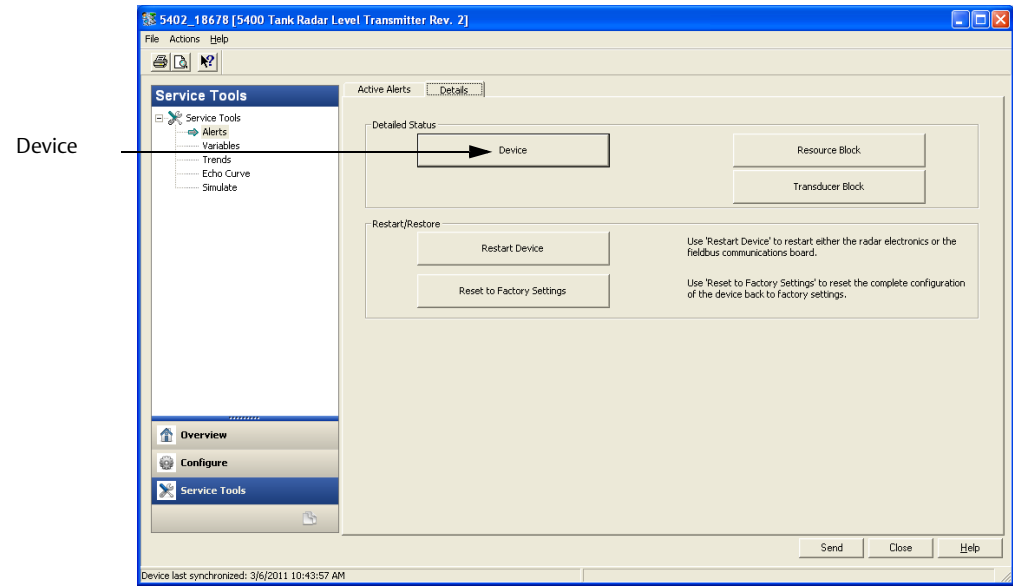 5402_18678 [5400 Tank Radar Level Transmitter Rev. 2]
File Actions Help
Service Tools
Service Tools
Alerts
Variables
Trends
Echo Curve
Simulate
Device
Overview
Configure
Service Tools
Active Alerts Details
Detailed Status
Device
Resource Block
Transducer Block
Restart/Restore
Restart Device
Use 'Restart Device' to restart either the radar electronics or the
fieldbus communications board.
Reset to Factory Settings
Use 'Reset to Factory Settings' to reset the complete configuration
of the device back to factory settings.
Send Close Help
Device last synchronized: 3/6/2011 10:43:57 AM